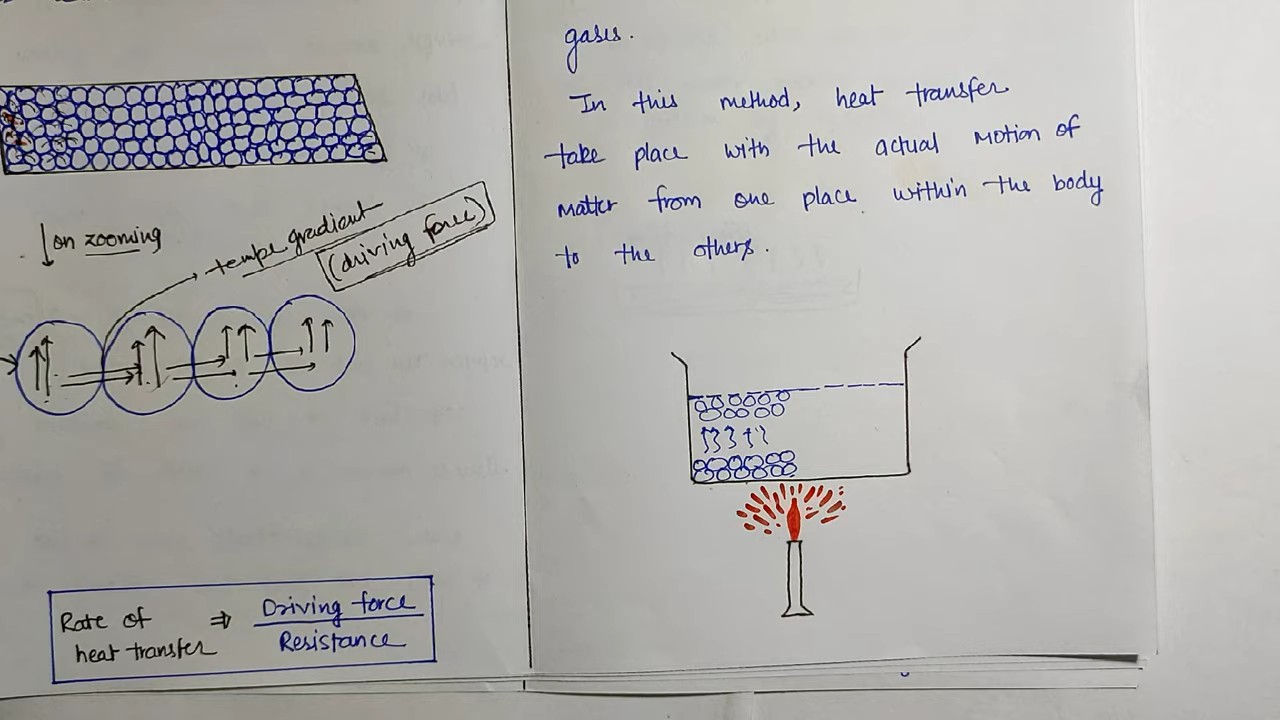 on zooming
tempe gradient
(driving force)
Rate of
heat transfer
⇒
Driving force
Resistance
gases.
In this method, heat transfer
take place with the actual motion of
matter from one place within the body
to the others.